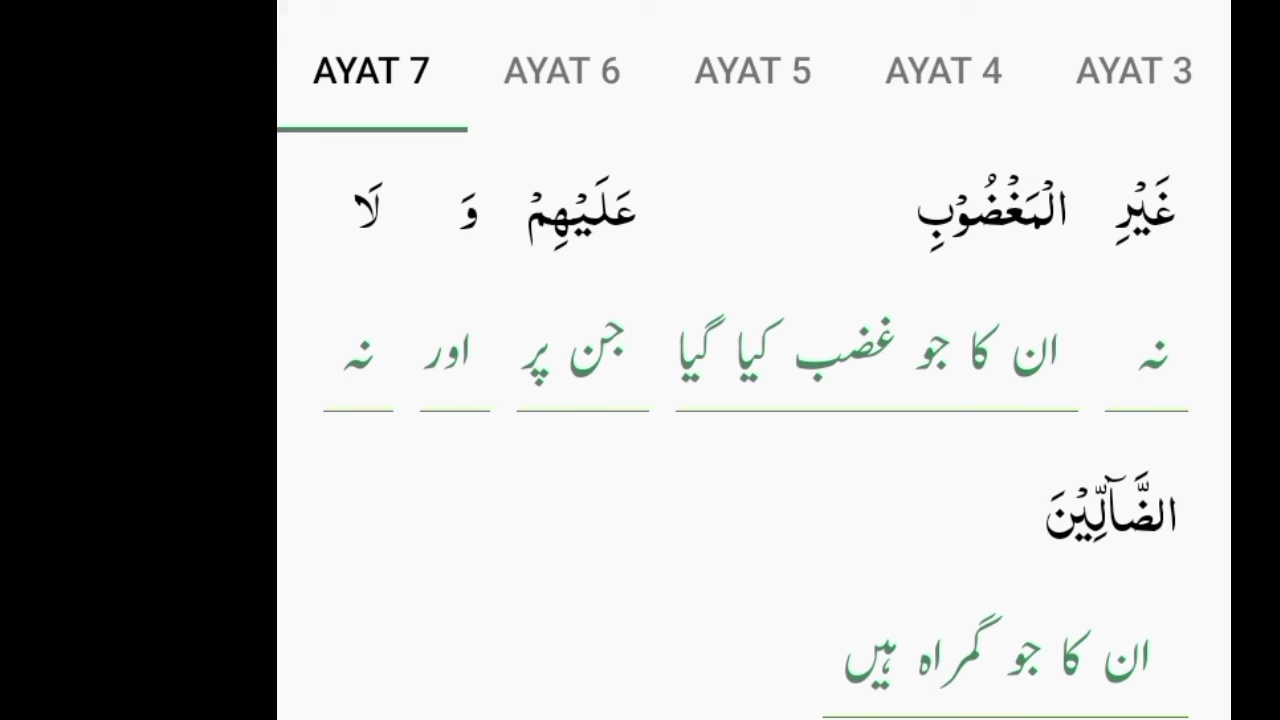 AYAT 7 AYAT 6 AYAT 5 AYAT 4 AYAT 3
غَيْرِ الْمَغْضُوْبِ عَلَيْهِمْ وَ لَا
نہ ان کا جو غضب کیا گیا جن پر اور نہ
الضَّآلِّيْنَ
ان کا جو گمراہ ہیں